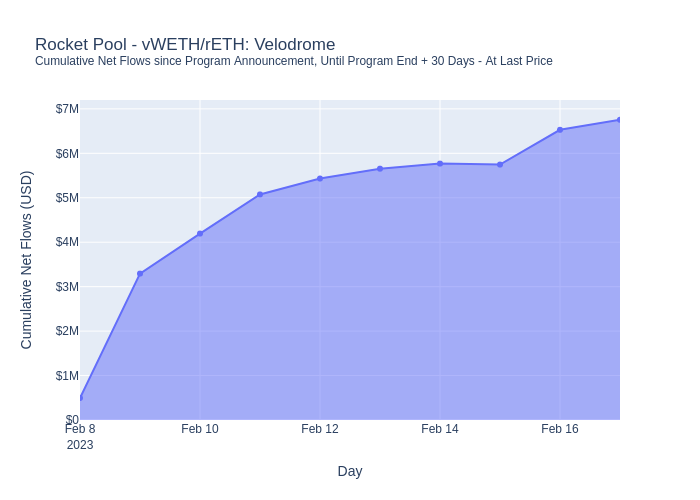 Rocket Pool - vWETH/rETH: Velodrome
Cumulative Net Flows since Program Announcement, Until Program End + 30 Days - At Last Price
$7M
$6M
$5M
$4M
$3M
$2M
$1M
$0
Cumulative Net Flows (USD)
Feb 8
2023
Feb 10
Feb 12
Feb 14
Feb 16
Day